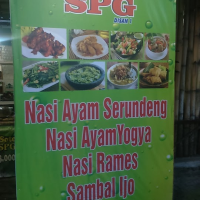 SPG
Nasi Ayam Serundeng
Nasi AyamYogya
Nasi Rames
Sambal Ijo